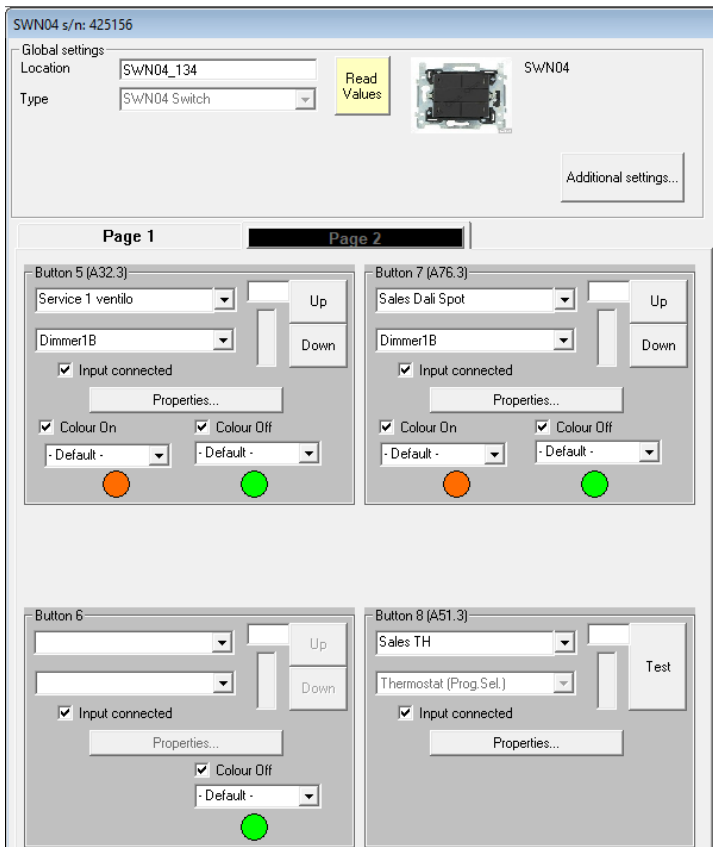 SWN04 s/n: 425156
Global settings
Location SWN04_134
Type SWN04 Switch
Read Values
SWN04
Additional settings...
Page 1
Page 2
Button 5 (A32.3)
Service 1 ventilo
Up
Dimmer1B
Down
Input connected
Properties...
Colour On
Colour Off
- Default -
- Default -
Button 7 (A76.3)
Sales Dali Spot
Up
Dimmer1B
Down
Input connected
Properties...
Colour On
Colour Off
- Default -
- Default -
Button 6
Up
Down
Input connected
Properties...
Colour Off
- Default -
Button 8 (A51.3)
Sales TH
Test
Thermostat (Prog.Sel.)
Input connected
Properties...